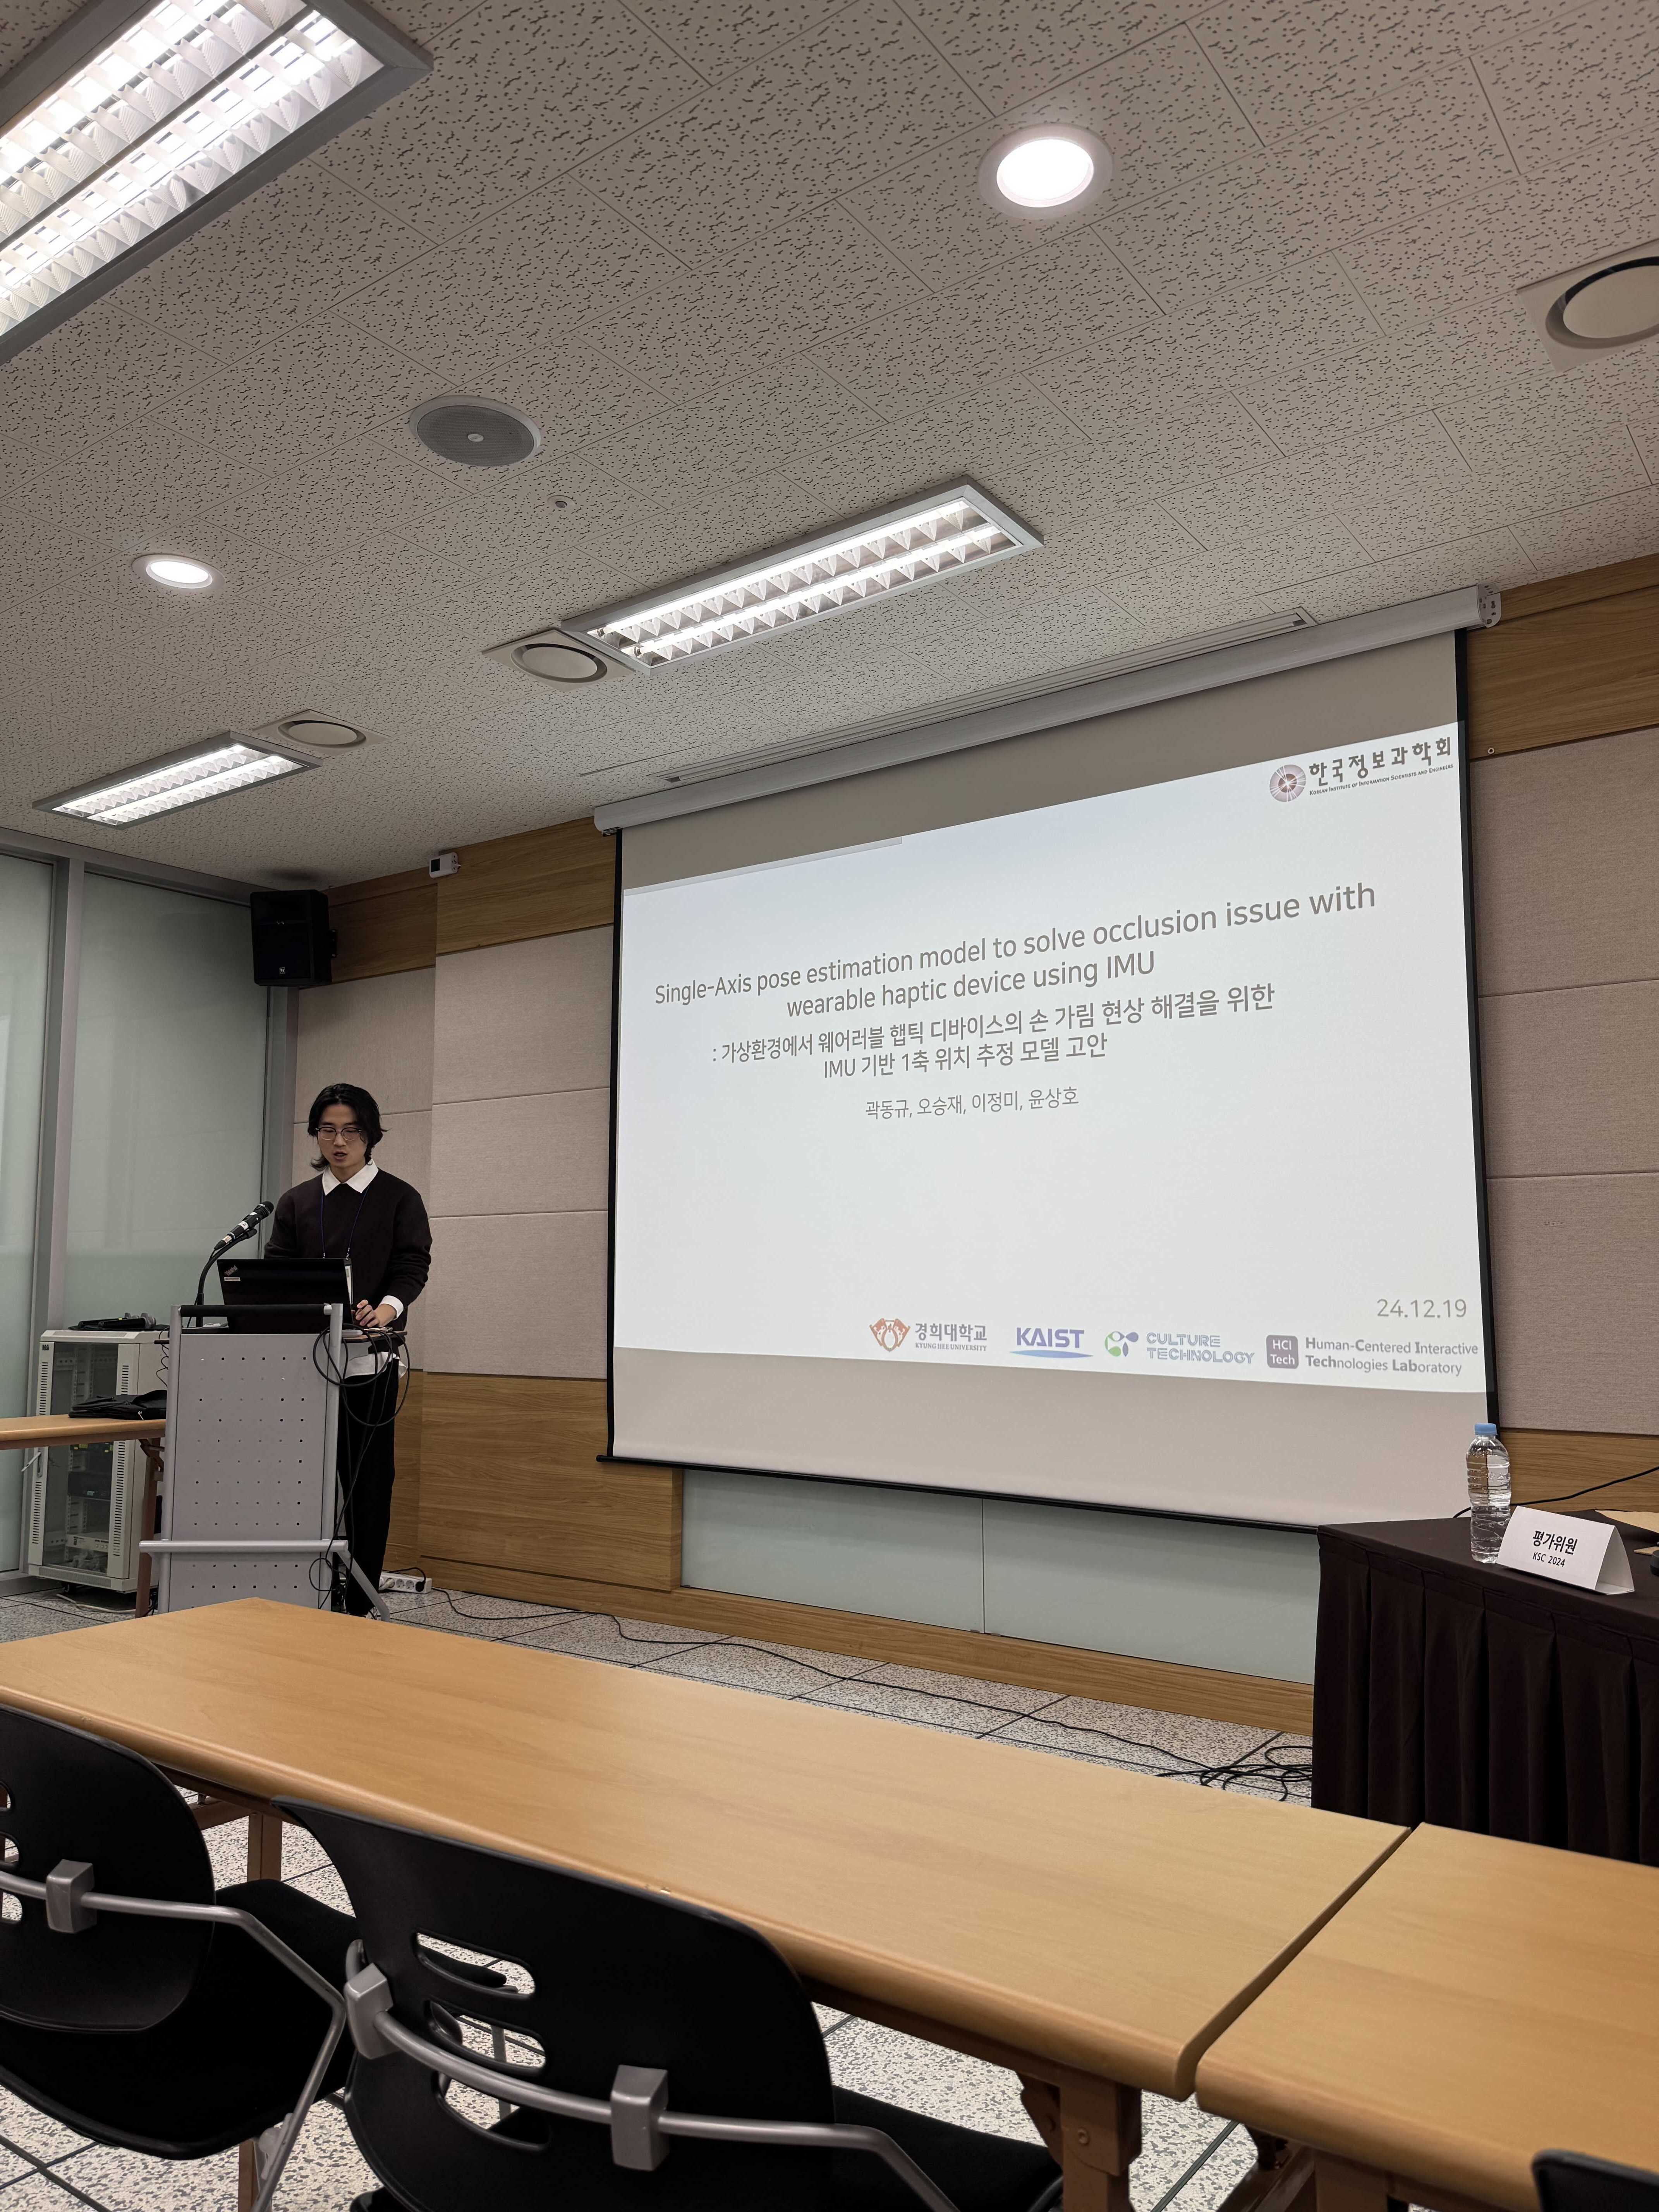 한국정보과학회
KOREAN INSTITUTE OF INFORMATION SCIENTISTS AND ENGINEERS
Single-Axis pose estimation model to solve occlusion issue with
wearable haptic device using IMU
: 가상환경에서 웨어러블 햅틱 디바이스의 손 가림 현상 해결을 위한
IMU 기반 1축 위치 추정 모델 고안
곽동규, 오승재, 이정미, 윤상호
24.12.19
경희대학교
KYUNG HEE UNIVERSITY
KAIST
CULTURE
TECHNOLOGY
HCI
Tech
Human-Centered Interactive
Technologies Laboratory
평가위원
KSC 2024